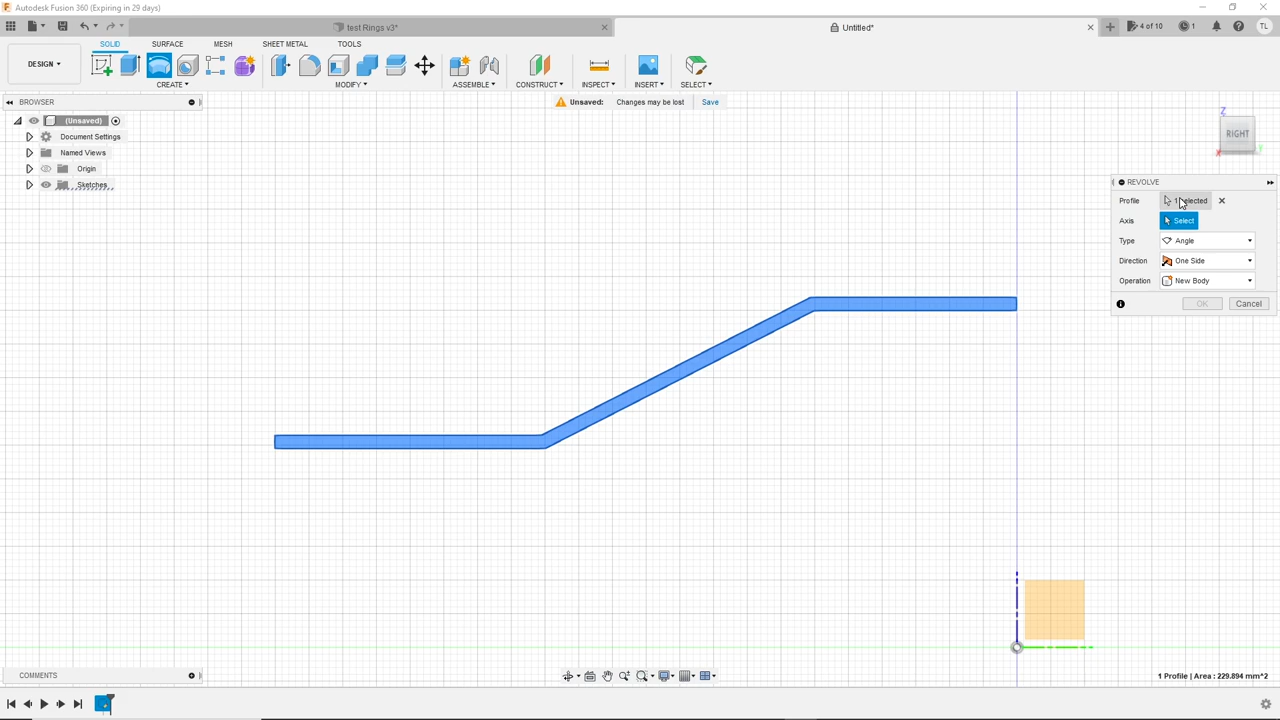 Autodesk Fusion 360 (Expiring in 29 days)
test Rings v3*
Untitled*
4 of 10
1
TL
DESIGN
SOLID
SURFACE
MESH
SHEET METAL
TOOLS
CREATE
MODIFY
ASSEMBLE
CONSTRUCT
INSPECT
INSERT
SELECT
BROWSER
Unsaved: Changes may be lost Save
(Unsaved)
Document Settings
Named Views
Origin
Sketches
Z
RIGHT
X
Y
REVOLVE
Profile 1 selected
Axis Select
Type Angle
Direction One Side
Operation New Body
OK Cancel
COMMENTS
1 Profile | Area : 229.894 mm^2